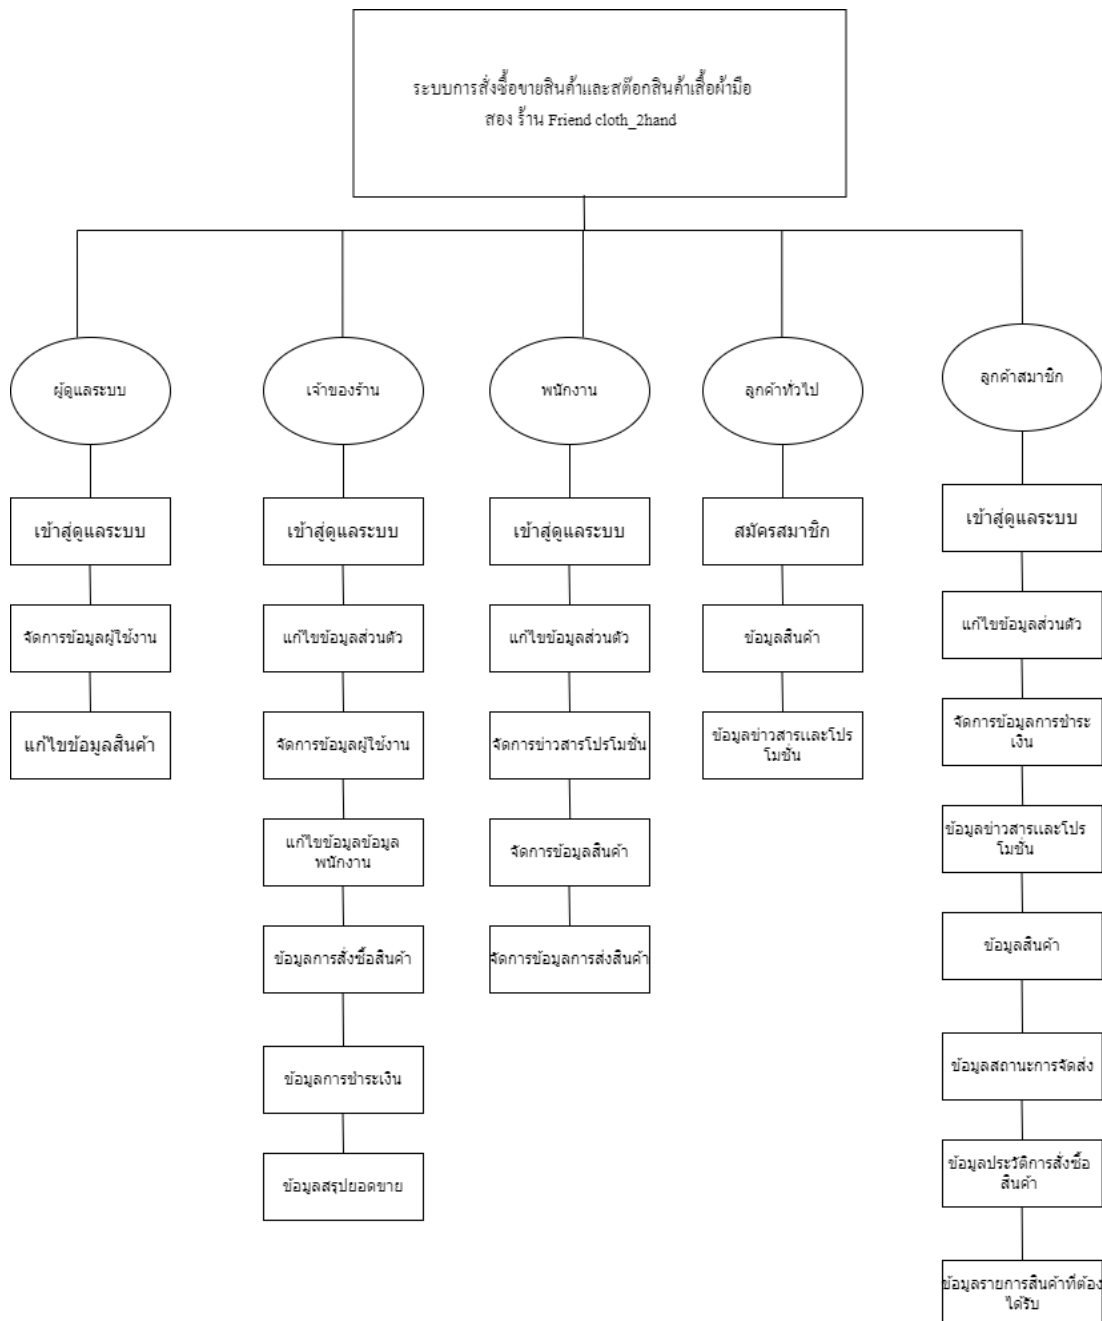 ระบบการสั่งซื้อขายสินค้าและสต๊อกสินค้าเสื้อผ้ามือ
สอง ร้าน Friend cloth_2hand
ผู้ดูแลระบบ
เข้าสู่ดูแลระบบ
จัดการข้อมูลผู้ใช้งาน
แก้ไขข้อมูลสินค้า
เจ้าของร้าน
เข้าสู่ดูแลระบบ
แก้ไขข้อมูลส่วนตัว
จัดการข้อมูลผู้ใช้งาน
แก้ไขข้อมูลข้อมูล
พนักงาน
ข้อมูลการสั่งซื้อสินค้า
ข้อมูลการชำระเงิน
ข้อมูลสรุปยอดขาย
พนักงาน
เข้าสู่ดูแลระบบ
แก้ไขข้อมูลส่วนตัว
จัดการข่าวสารโปรโมชั่น
จัดการข้อมูลสินค้า
จัดการข้อมูลการส่งสินค้า
ลูกค้าทั่วไป
สมัครสมาชิก
ข้อมูลสินค้า
ข้อมูลข่าวสารและโปร
โมชั่น
ลูกค้าสมาชิก
เข้าสู่ดูแลระบบ
แก้ไขข้อมูลส่วนตัว
จัดการข้อมูลการชำระ
เงิน
ข้อมูลข่าวสารและโปร
โมชั่น
ข้อมูลสินค้า
ข้อมูลสถานะการจัดส่ง
ข้อมูลประวัติการสั่งซื้อ
สินค้า
ข้อมูลรายการสินค้าที่ต้อง
ได้รับ